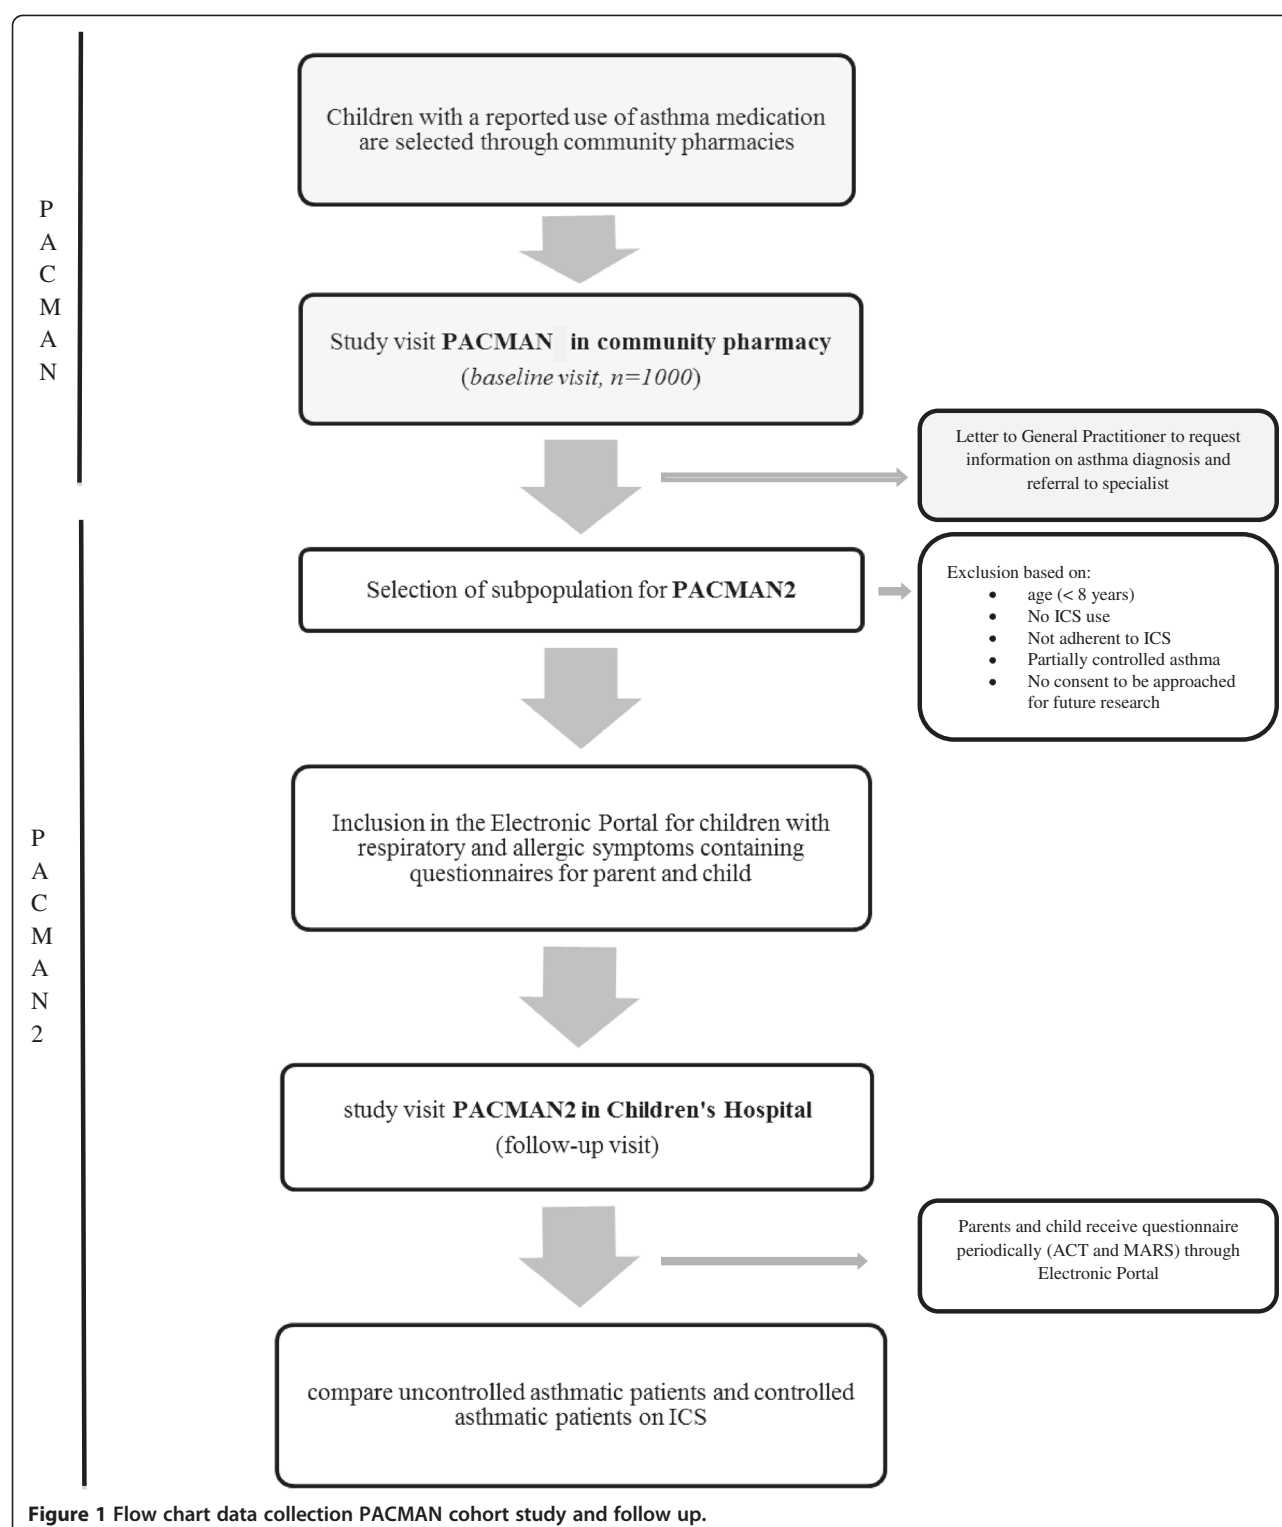 P
A
C
M
A
N
Children with a reported use of asthma medication
are selected through community pharmacies
Study visit PACMAN in community pharmacy
(baseline visit, n=1000)
Letter to General Practitioner to request
information on asthma diagnosis and
referral to specialist
P
A
C
M
A
N
2
Selection of subpopulation for PACMAN2
Exclusion based on:
• age (< 8 years)
• No ICS use
• Not adherent to ICS
• Partially controlled asthma
• No consent to be approached
for future research
Inclusion in the Electronic Portal for children with
respiratory and allergic symptoms containing
questionnaires for parent and child
study visit PACMAN2 in Children's Hospital
(follow-up visit)
Parents and child receive questionnaire
periodically (ACT and MARS) through
Electronic Portal
compare uncontrolled asthmatic patients and controlled
asthmatic patients on ICS
Figure 1 Flow chart data collection PACMAN cohort study and follow up.